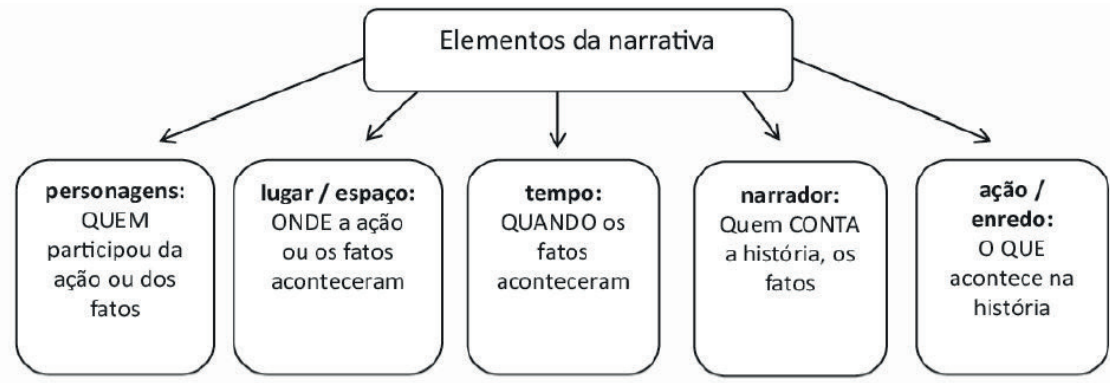 Elementos da narrativa
personagens:
QUEM
participou da
ação ou dos
fatos
lugar / espaço:
ONDE a ação
ou os fatos
aconteceram
tempo:
QUANDO os
fatos
aconteceram
narrador:
Quem CONTA
a história, os
fatos
ação /
enredo:
O QUE
acontece na
história